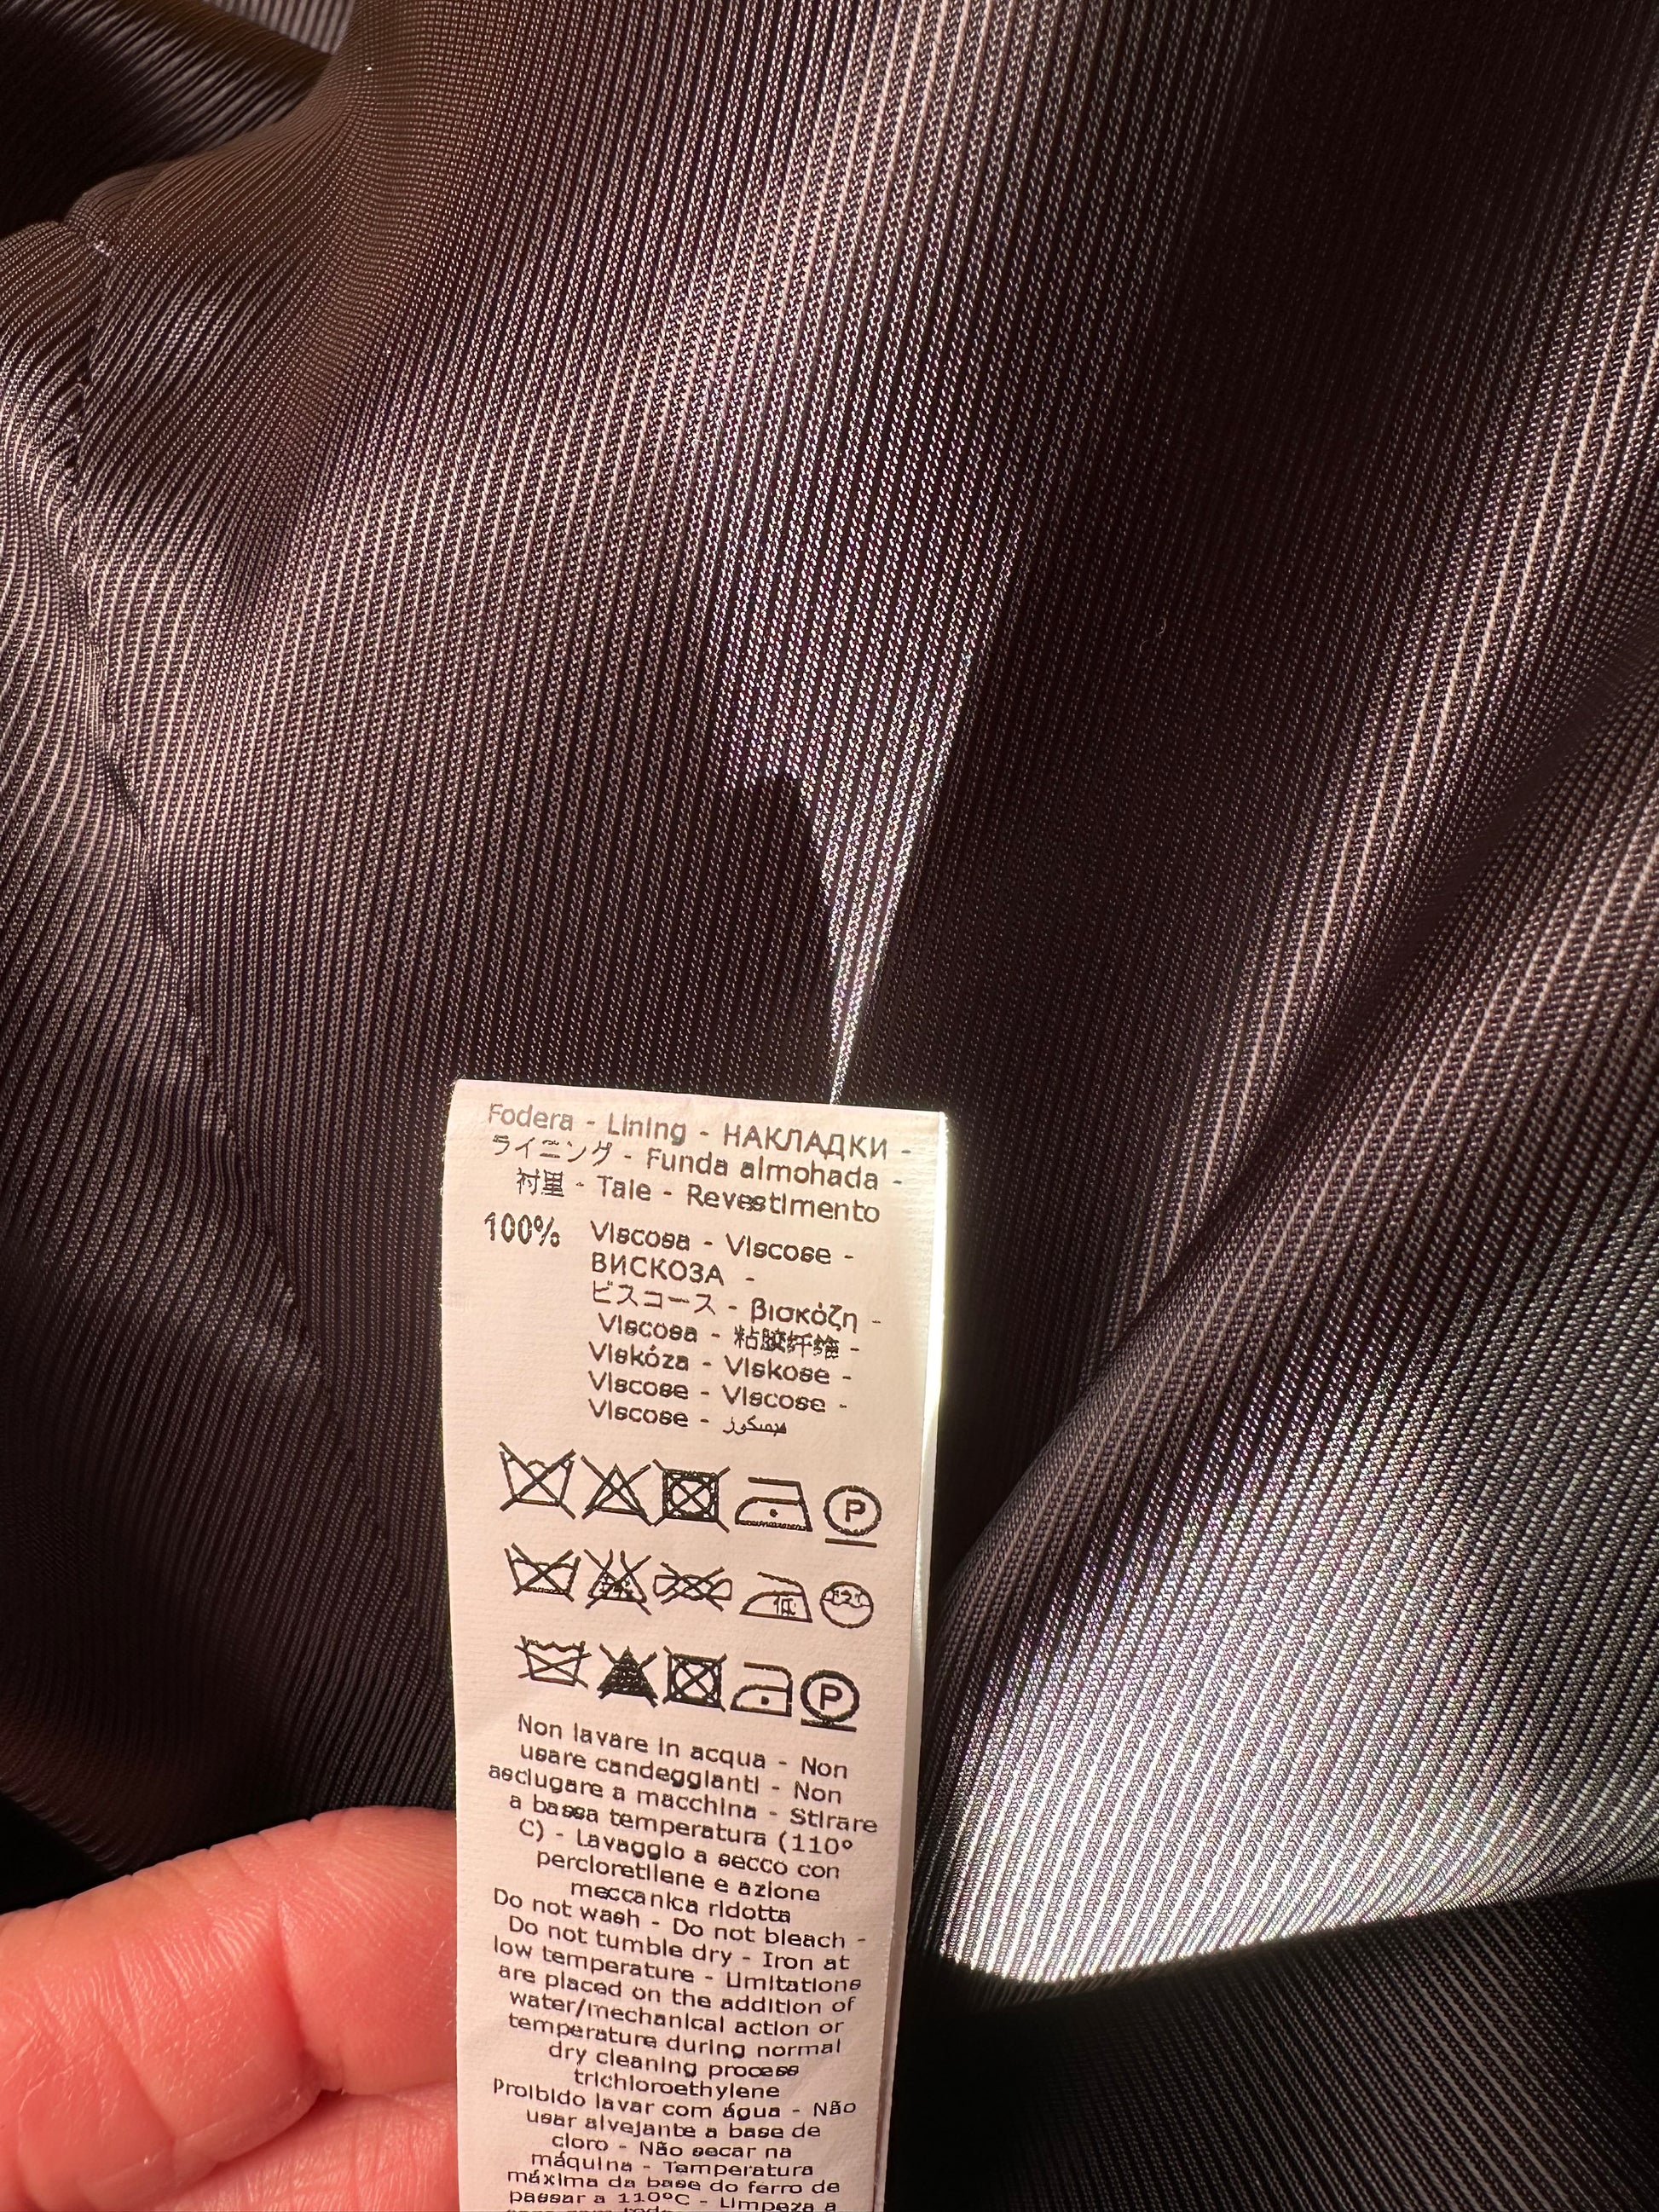 Fodera - Lining - НАКЛАДКИ -
ライニング - Funda almohada -
衬里 - Tale - Revestimento
100% Viscosa - Viscose -
ВИСКОЗА -
ビスコース - βισκόζη -
Viscosa - 粘胶纤维 -
Viskóza - Viskose -
Viscose - Viscose -
Viscose -
P
低
P
Non lavare in acqua - Non
usare candeggianti - Non
asciugare a macchina - Stirare
a bassa temperatura (110°
C) - Lavaggio a secco con
percloretilene e azione
meccanica ridotta
Do not wash - Do not bleach -
Do not tumble dry - Iron at
low temperature - Limitations
are placed on the addition of
water/mechanical action or
temperature during normal
dry cleaning process
trichloroethylene
Proibido lavar com água - Não
usar alvejante a base de
cloro - Não secar na
máquina - Temperatura
máxima da base do ferro de
passar a 110°C - Limpeza a